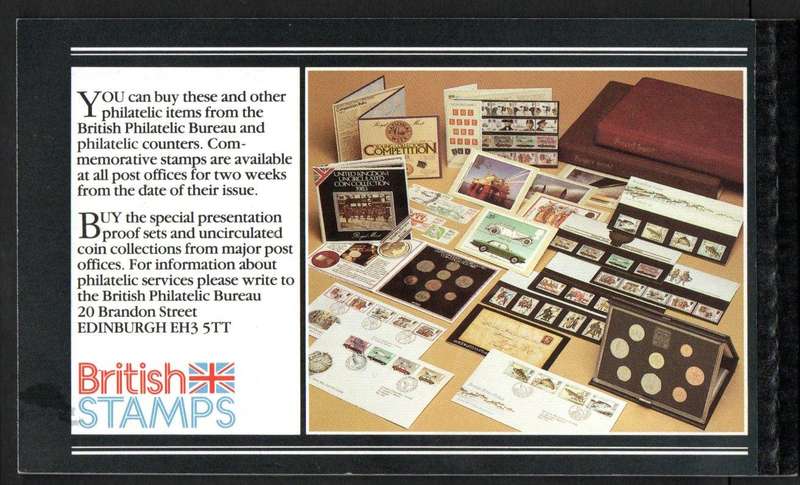 YOU can buy these and other
philatelic items from the
British Philatelic Bureau and
philatelic counters. Com-
memorative stamps are available
at all post offices for two weeks
from the date of their issue.
BUY the special presentation
proof sets and uncirculated
coin collections from major post
offices. For information about
philatelic services please write to
the British Philatelic Bureau
20 Brandon Street
EDINBURGH EH3 5TT
British
STAMPS
COMPETITION
UNITED KINGDOM
UNCIRCULATED
COIN COLLECTION
1983
Royal Mint